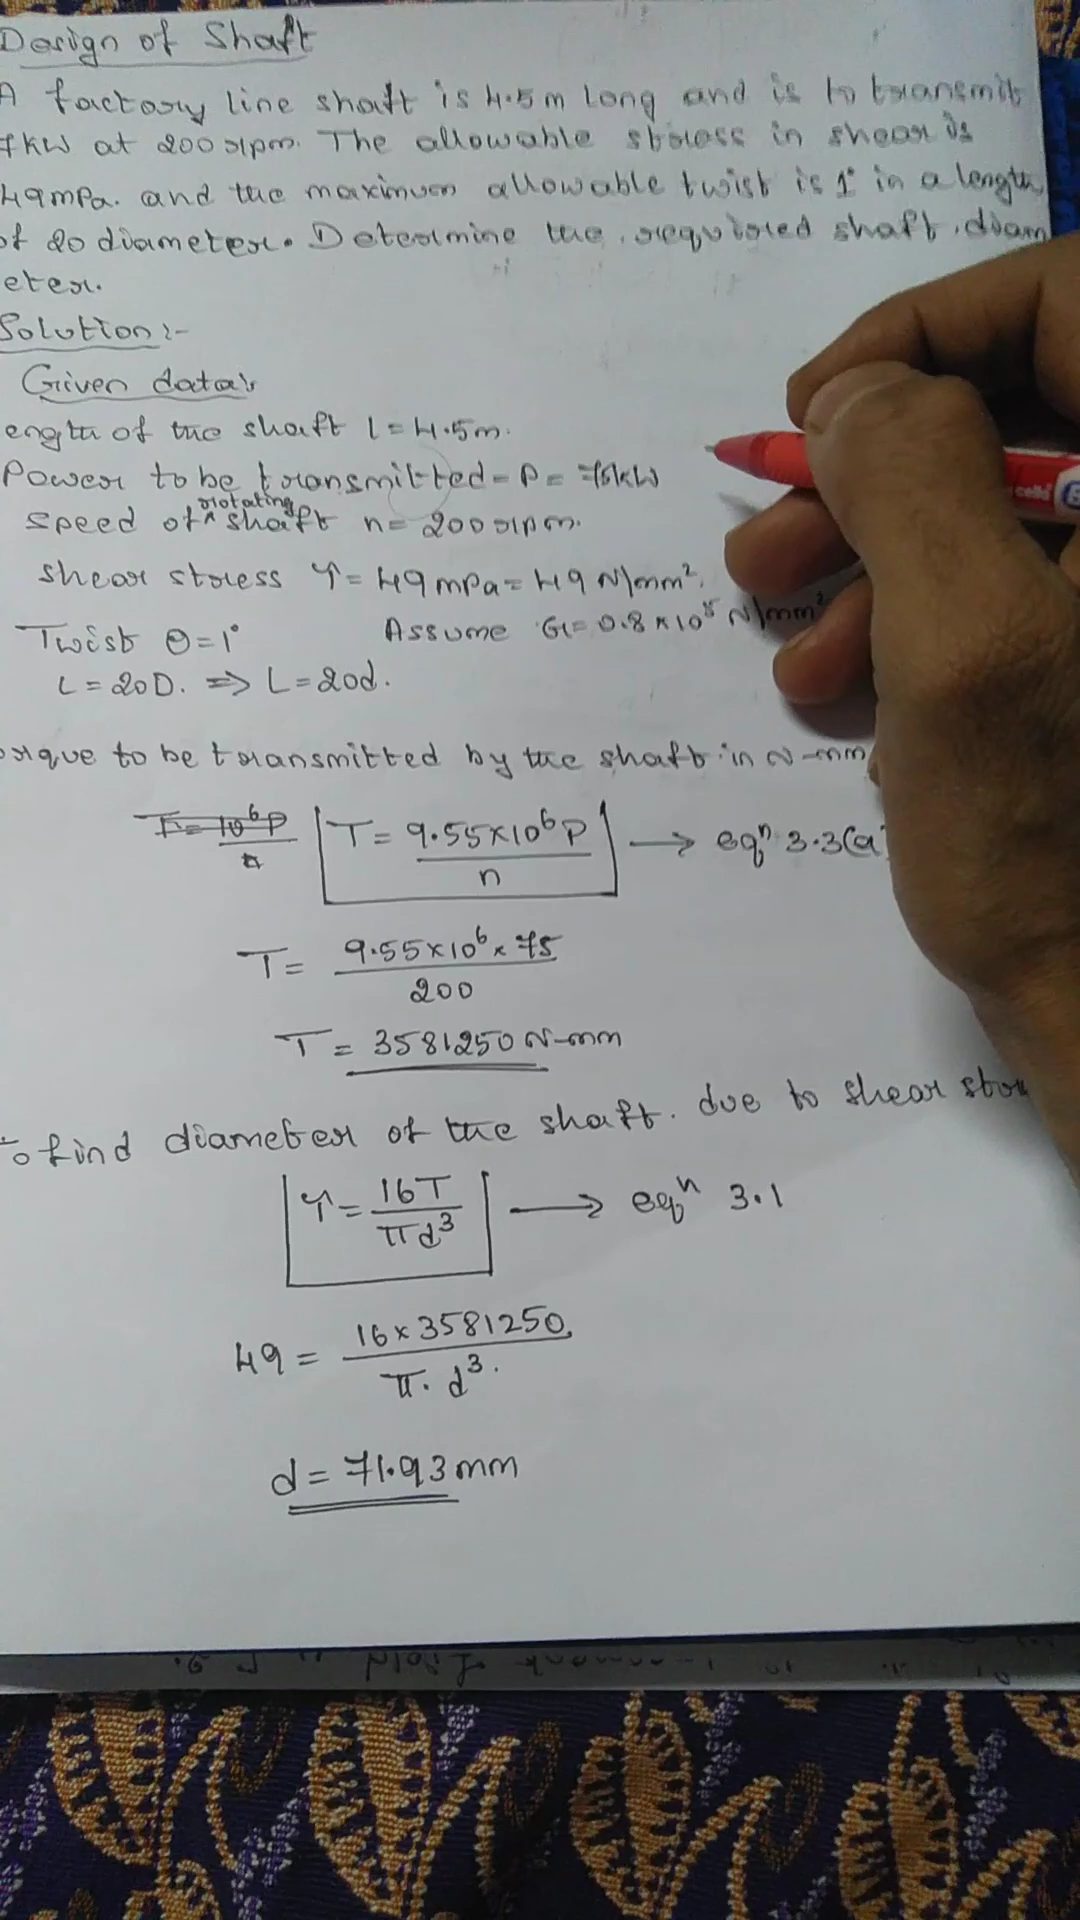 Design of Shaft
A factory line shaft is 4.5m long and is to transmit
7KW at 200 rpm. The allowable stress in shear is
49mPa. and the maximum allowable twist is 1° in a length
of 20 diameter. Determine the required shaft diam
eter.
Solution:-
Given data:
ength of the shaft l = 4.5m.
Power to be transmitted = P = 75kW
rotating
speed of ^ shaft n = 200 rpm.
shear stress τ = 49 mPa = 49 N/mm².
Twist θ = 1° Assume G = 0.8 × 10⁵ N/mm²
L = 20D. ⇒ L = 20d.
orque to be transmitted by the shaft in N-mm
T = 10⁶P / n T = 9.55×10⁶ P / n → eqⁿ 3.3(a)
T = 9.55×10⁶ × 75 / 200
T = 3581250 N-mm
To find diameter of the shaft. due to shear
τ = 16T / πd³ → eqⁿ 3.1
49 = 16 × 3581250 / π. d³.
d = 71.93 mm
cello